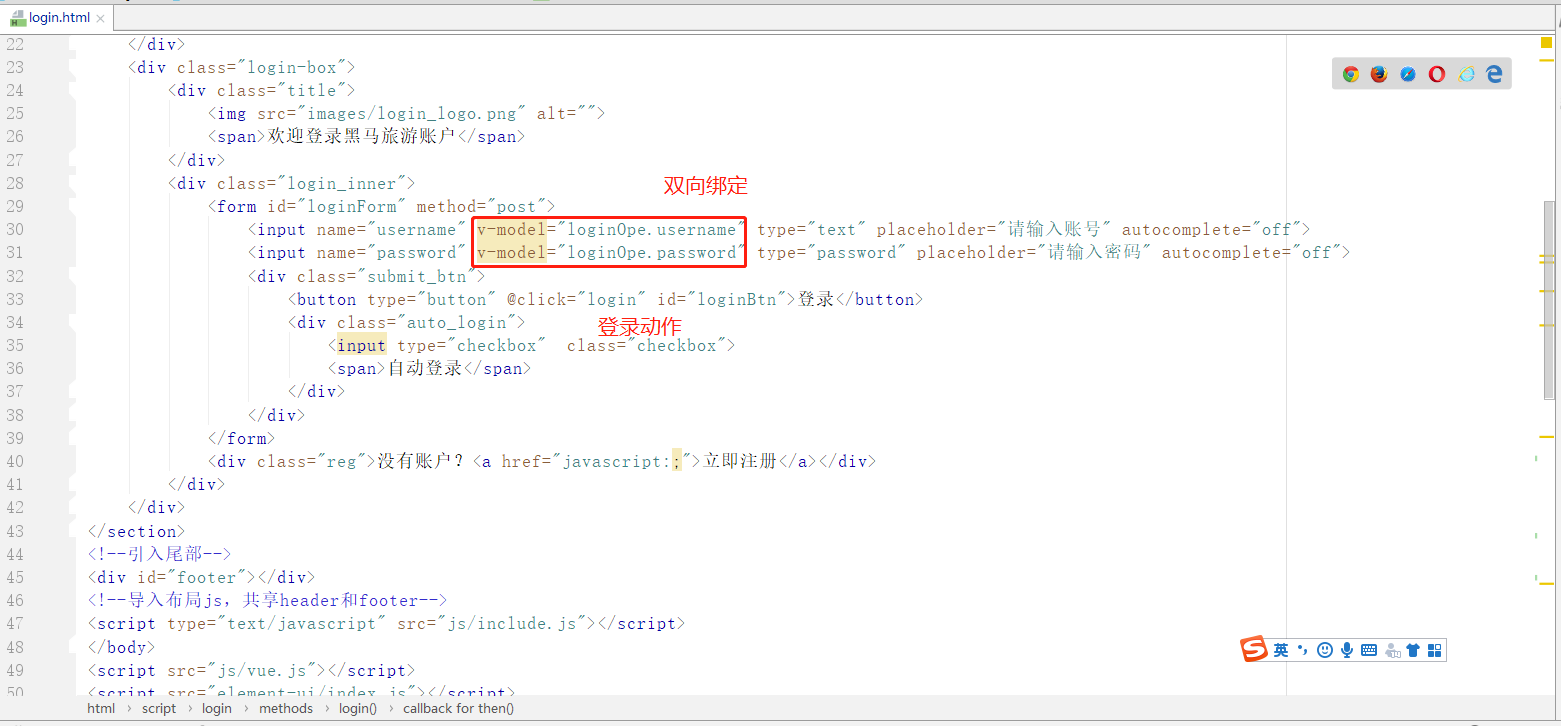 login.html
22 </div>
23 <div class="login-box">
24 <div class="title">
25 <img src="images/login_logo.png" alt="">
26 <span>欢迎登录黑马旅游账户</span>
27 </div>
28 <div class="login_inner">
双向绑定
29 <form id="loginForm" method="post">
30 <input name="username" v-model="loginOpe.username" type="text" placeholder="请输入账号" autocomplete="off">
31 <input name="password" v-model="loginOpe.password" type="password" placeholder="请输入密码" autocomplete="off">
32 <div class="submit_btn">
33 <button type="button" @click="login" id="loginBtn">登录</button>
34 <div class="auto_login">
登录动作
35 <input type="checkbox"  class="checkbox">
36 <span>自动登录</span>
37 </div>
38 </div>
39 </form>
40 <div class="reg">没有账户？<a href="javascript:;">立即注册</a></div>
41 </div>
42 </div>
43 </section>
44 <!--引入尾部-->
45 <div id="footer"></div>
46 <!--导入布局js，共享header和footer-->
47 <script type="text/javascript" src="js/include.js"></script>
48 </body>
49 <script src="js/vue.js"></script>
50 <script src="element-ui/index.js"></script>
英
html › script › login › methods › login() › callback for then()